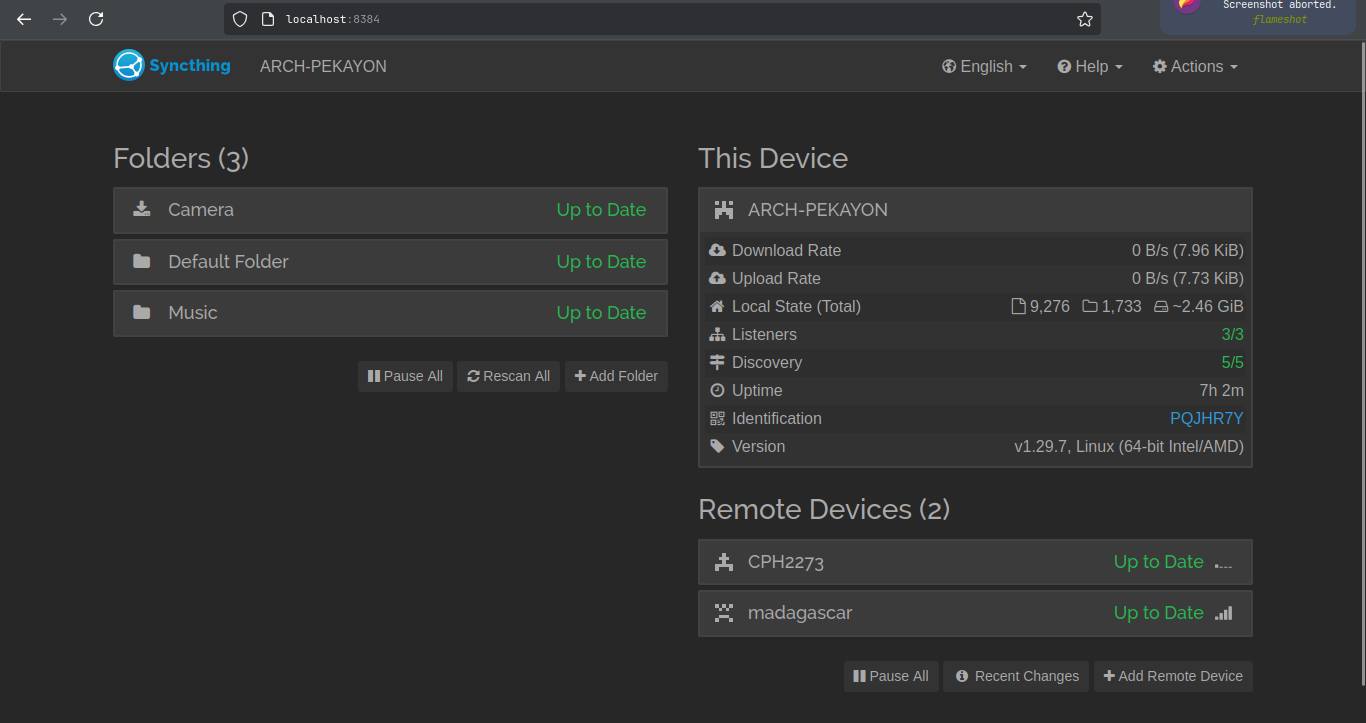 localhost:8384
Screenshot aborted.
flameshot
Syncthing ARCH-PEKAYON English Help Actions
Folders (3)
Camera Up to Date
Default Folder Up to Date
Music Up to Date
Pause All Rescan All Add Folder
This Device
ARCH-PEKAYON
Download Rate 0 B/s (7.96 KiB)
Upload Rate 0 B/s (7.73 KiB)
Local State (Total) 9,276 1,733 ~2.46 GiB
Listeners 3/3
Discovery 5/5
Uptime 7h 2m
Identification PQJHR7Y
Version v1.29.7, Linux (64-bit Intel/AMD)
Remote Devices (2)
CPH2273 Up to Date
madagascar Up to Date
Pause All Recent Changes Add Remote Device